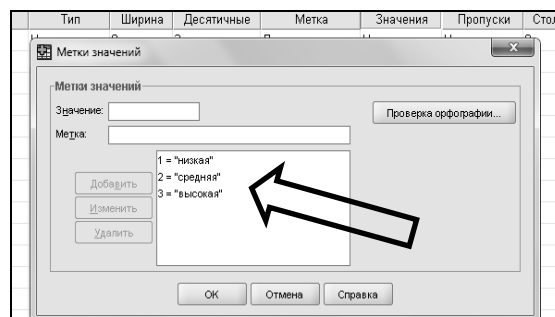 Тип Ширина Десятичные Метка Значения Пропуски Стол
Метки значений
Метки значений
Значение:
Проверка орфографии...
Метка:
1 = "низкая"
2 = "средняя"
3 = "высокая"
Добавить
Изменить
Удалить
ОК Отмена Справка